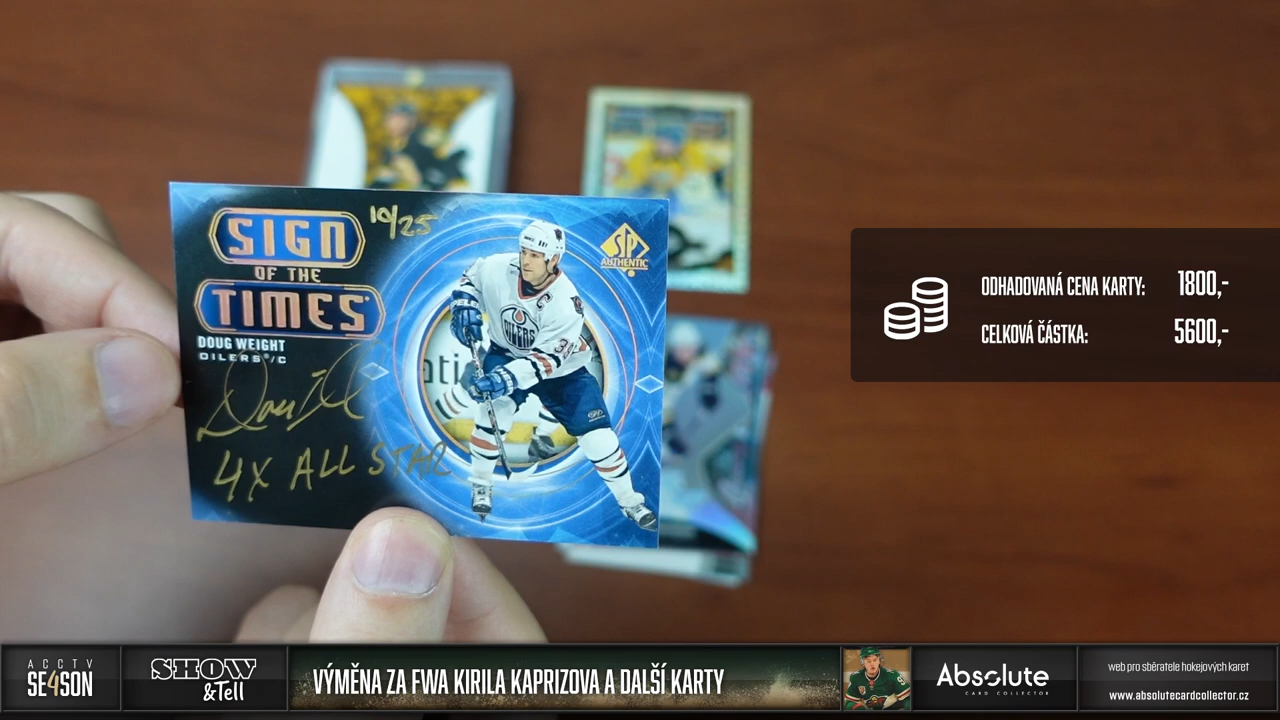 SIGN
OF THE
TIMES
10/25
SP
AUTHENTIC
DOUG WEIGHT
OILERS®/C
4X ALL STAR
OILERS
ODHADOVANÁ CENA KARTY: 1800,-
CELKOVÁ ČÁSTKA: 5600,-
ACCTV
SE4SON
SHOW
&Tell
VÝMĚNA ZA FWA KIRILA KAPRIZOVA A DALŠÍ KARTY
Absolute
CARD COLLECTOR
web pro sběratele hokejových karet
www.absolutecardcollector.cz